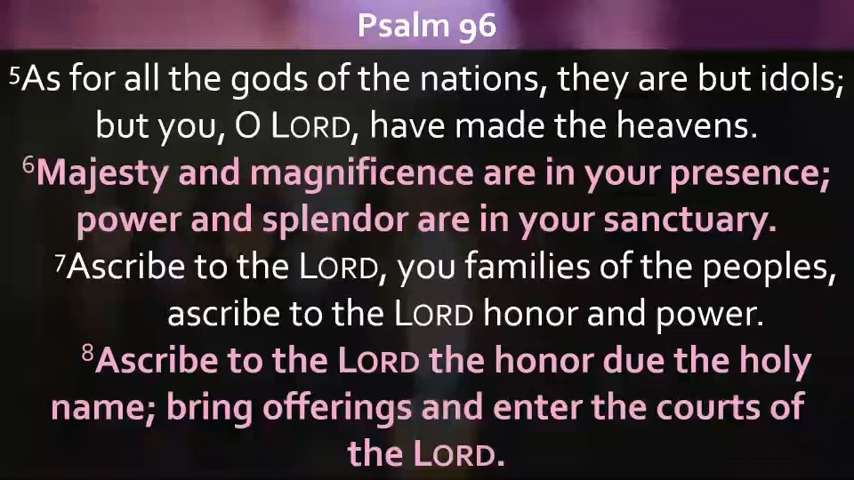 Psalm 96
⁵As for all the gods of the nations, they are but idols;
but you, O LORD, have made the heavens.
⁶Majesty and magnificence are in your presence;
power and splendor are in your sanctuary.
⁷Ascribe to the LORD, you families of the peoples,
ascribe to the LORD honor and power.
⁸Ascribe to the LORD the honor due the holy
name; bring offerings and enter the courts of
the LORD.